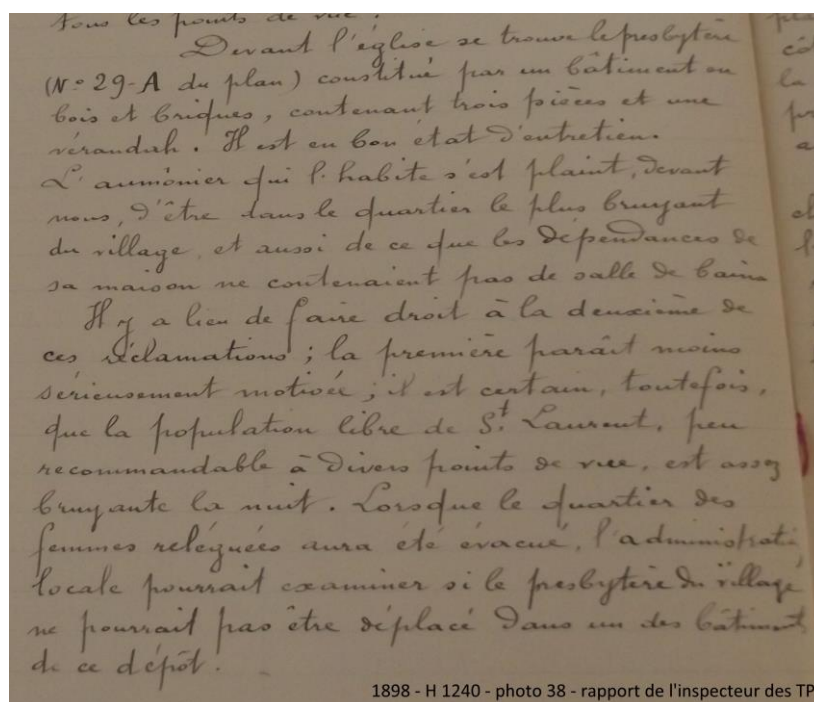 tous les points de vue.
Devant l'église se trouve le presbytère
(N° 29-A du plan) constitué par un bâtiment en
bois et briques, contenant trois pièces et une
vérandah. Il est en bon état d'entretien.
L'aumônier qui l'habite s'est plaint, devant
nous, d'être dans le quartier le plus bruyant
du village, et aussi de ce que les dépendances de
sa maison ne contenaient pas de salle de bains
Il y a lieu de faire droit à la deuxième de
ces réclamations ; la première paraît moins
sérieusement motivée ; il est certain, toutefois,
que la population libre de St. Laurent, peu
recommandable à divers points de vue, est assez
bruyante la nuit. Lorsque le quartier des
femmes reléguées aura été évacué, l'administrati
locale pourrait examiner si le presbytère du village
ne pourrait pas être déplacé dans un des bâtiments
de ce dépôt.
1898 - H 1240 - photo 38 - rapport de l'inspecteur des TP